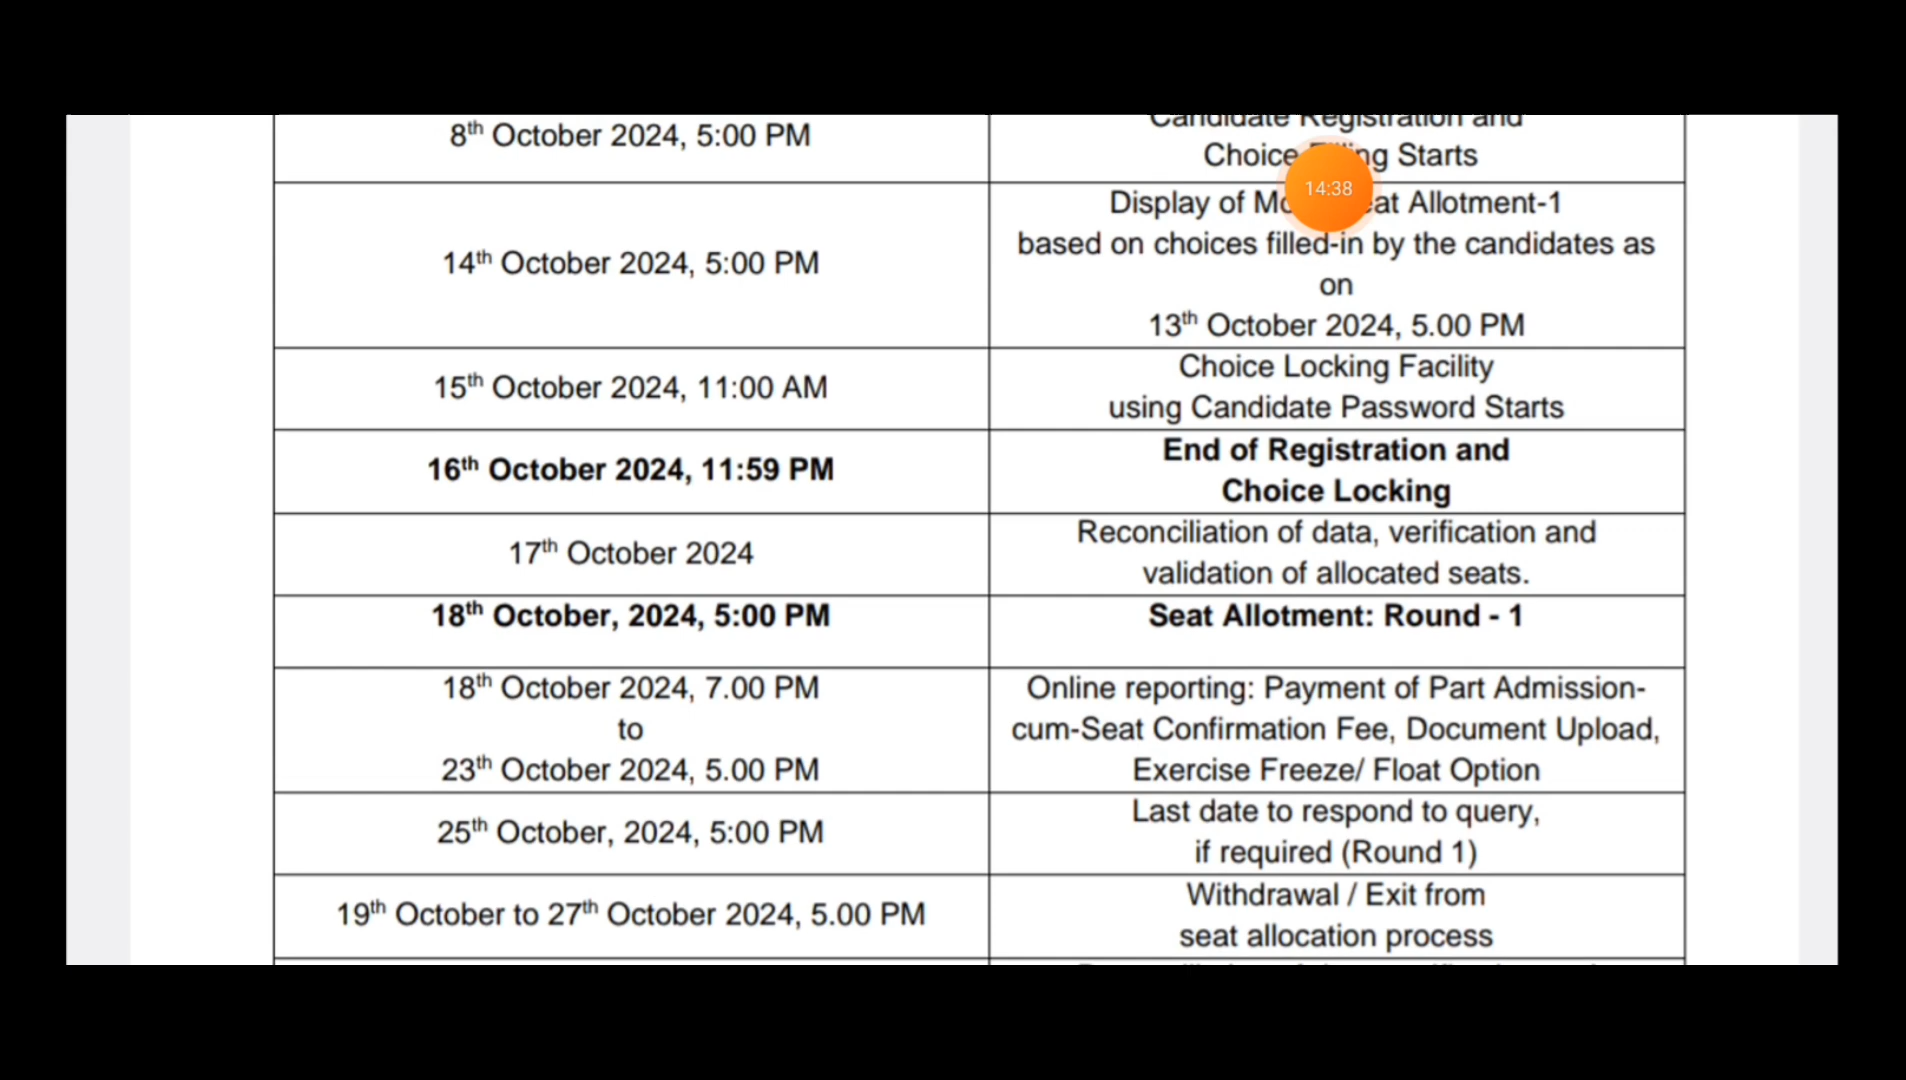 8th October 2024, 5:00 PM
Candidate Registration and
Choice Starts
14th October 2024, 5:00 PM
Display of Allotment-1
based on choices filled-in by the candidates as
on
13th October 2024, 5.00 PM
15th October 2024, 11:00 AM
Choice Locking Facility
using Candidate Password Starts
16th October 2024, 11:59 PM
End of Registration and
Choice Locking
17th October 2024
Reconciliation of data, verification and
validation of allocated seats.
18th October, 2024, 5:00 PM
Seat Allotment: Round - 1
18th October 2024, 7.00 PM
to
23th October 2024, 5.00 PM
Online reporting: Payment of Part Admission-
cum-Seat Confirmation Fee, Document Upload,
Exercise Freeze/ Float Option
25th October, 2024, 5:00 PM
Last date to respond to query,
if required (Round 1)
19th October to 27th October 2024, 5.00 PM
Withdrawal / Exit from
seat allocation process
14:38